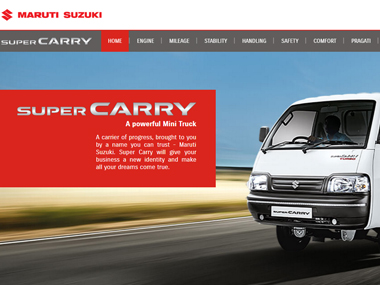 MARUTI SUZUKI
SUPER CARRY HOME ENGINE MILEAGE STABILITY HANDLING SAFETY COMFORT PRAGATI
SUPER CARRY
A powerful Mini Truck
A carrier of progress, brought to you
by a name you can trust - Maruti
Suzuki. Super Carry will give your
business a new identity and make
all your dreams come true.
SUPER CARRY